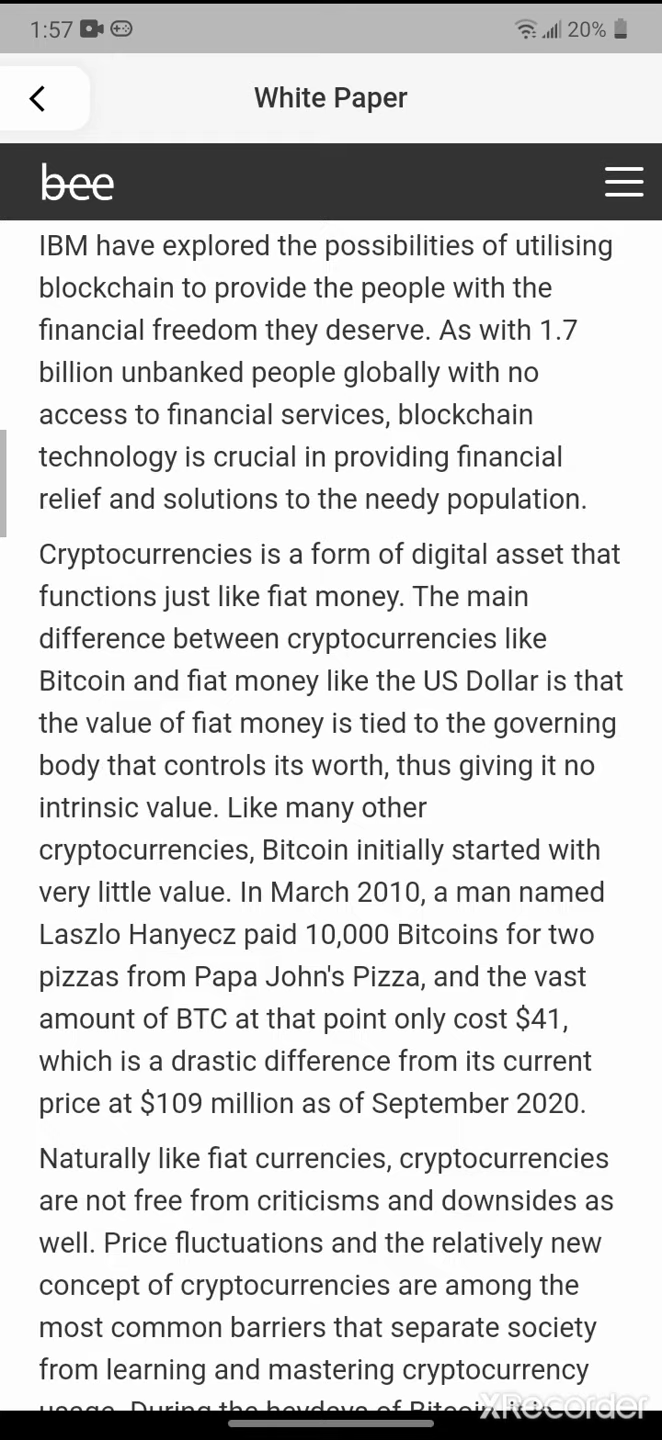 1:57
20%
White Paper
bee
IBM have explored the possibilities of utilising
blockchain to provide the people with the
financial freedom they deserve. As with 1.7
billion unbanked people globally with no
access to financial services, blockchain
technology is crucial in providing financial
relief and solutions to the needy population.
Cryptocurrencies is a form of digital asset that
functions just like fiat money. The main
difference between cryptocurrencies like
Bitcoin and fiat money like the US Dollar is that
the value of fiat money is tied to the governing
body that controls its worth, thus giving it no
intrinsic value. Like many other
cryptocurrencies, Bitcoin initially started with
very little value. In March 2010, a man named
Laszlo Hanyecz paid 10,000 Bitcoins for two
pizzas from Papa John's Pizza, and the vast
amount of BTC at that point only cost $41,
which is a drastic difference from its current
price at $109 million as of September 2020.
Naturally like fiat currencies, cryptocurrencies
are not free from criticisms and downsides as
well. Price fluctuations and the relatively new
concept of cryptocurrencies are among the
most common barriers that separate society
from learning and mastering cryptocurrency
usage. During the heydays of Bitcoin
XRecorder